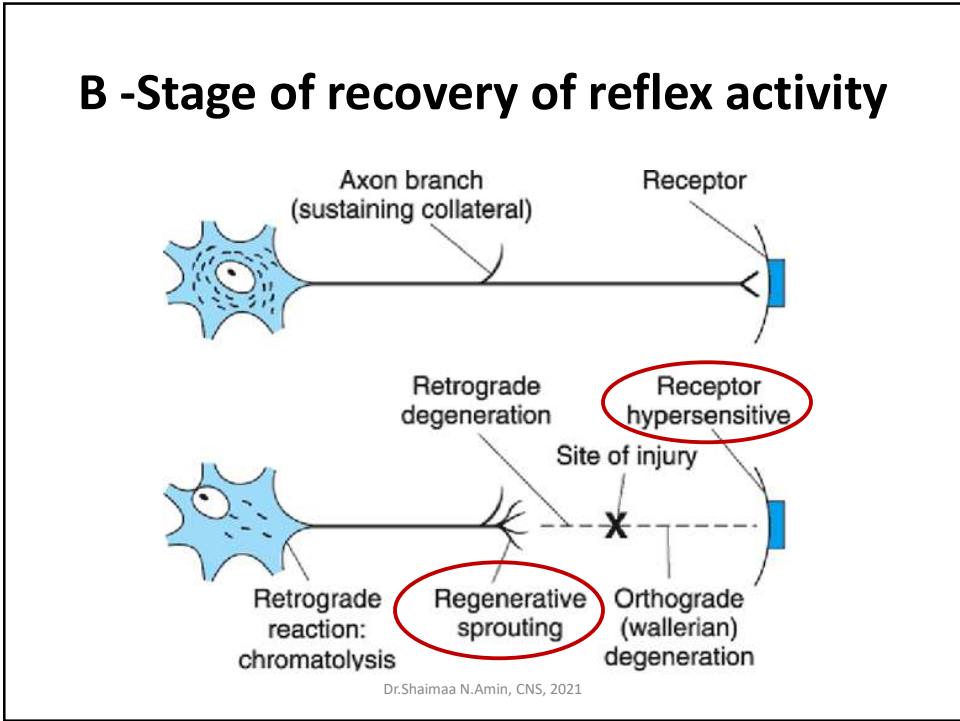 B -Stage of recovery of reflex activity
Axon branch
(sustaining collateral)
Receptor
Retrograde
degeneration
Receptor
hypersensitive
Site of injury
X
Retrograde
reaction:
chromatolysis
Regenerative
sprouting
Orthograde
(wallerian)
degeneration
Dr.Shaimaa N.Amin, CNS, 2021